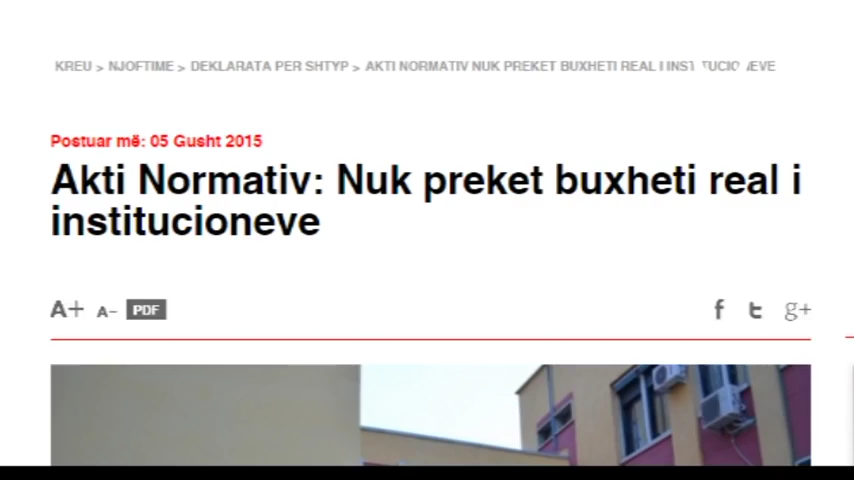 KREU > NJOFTIME > DEKLARATA PER SHTYP > AKTI NORMATIV NUK PREKET BUXHETI REAL I
Postuar më: 05 Gusht 2015
Akti Normativ: Nuk preket buxheti real i
institucioneve
A+ A- PDF f t g+